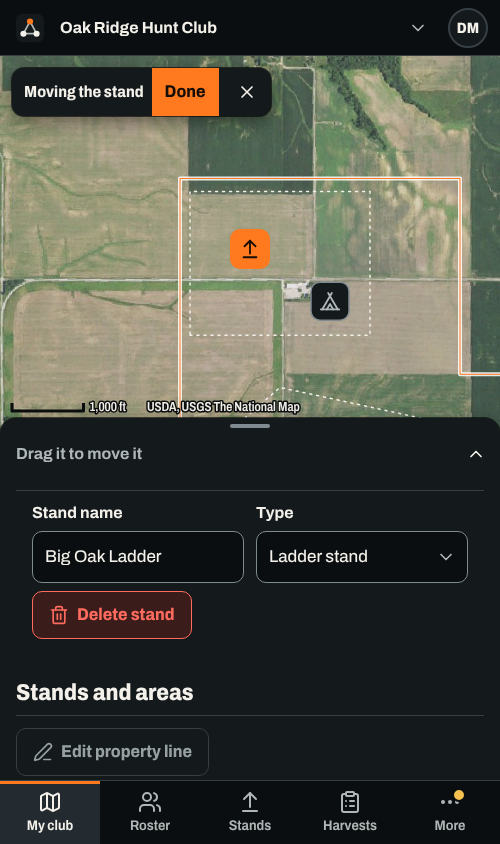 Oak Ridge Hunt Club
DM
Moving the stand
Done
1,000 ft
USDA, USGS The National Map
Drag it to move it
Stand name
Type
Big Oak Ladder
Ladder stand
Delete stand
Stands and areas
Edit property line
My club
Roster
Stands
Harvests
More